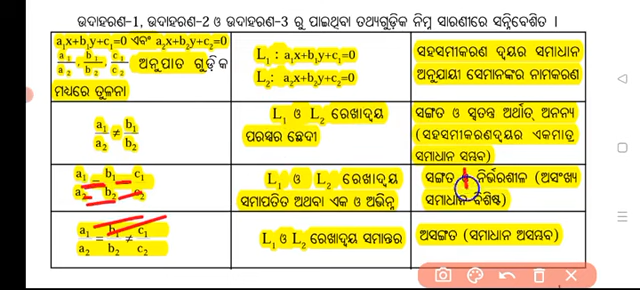 ଉଦାହରଣ-1, ଉଦାହରଣ-2 ଓ ଉଦାହରଣ-3 ରୁ ପାଇଥିବା ତଥ୍ୟଗୁଡ଼ିକ ନିମ୍ନ ସାରଣୀରେ ସନ୍ନିବେଶିତ ।
a₁x+b₁y+c₁=0 ଏବଂ a₂x+b₂y+c₂=0
a₁/a₂, b₁/b₂, c₁/c₂ ଅନୁପାତ ଗୁଡ଼ିକ
ମଧ୍ୟରେ ତୁଳନା
L₁ : a₁x+b₁y+c₁=0
L₂: a₂x+b₂y+c₂=0
ସହସମୀକରଣ ଦ୍ୱୟର ସମାଧାନ
ଅନୁଯାୟୀ ସେମାନଙ୍କର ନାମକରଣ
a₁/a₂ ≠ b₁/b₂
L₁ ଓ L₂ ରେଖାଦ୍ୱୟ
ପରସ୍ପର ଛେଦୀ
ସଙ୍ଗତ ଓ ସ୍ୱତନ୍ତ୍ର ଅର୍ଥାତ୍ ଅନନ୍ୟ
(ସହସମୀକରଣଦ୍ୱୟର ଏକମାତ୍ର
ସମାଧାନ ସମ୍ଭବ)
a₁/a₂ = b₁/b₂ = c₁/c₂
L₁ ଓ L₂ ରେଖାଦ୍ୱୟ
ସମାପତିତ ଅଥବା ଏକ ଓ ଅଭିନ୍ନ
ସଙ୍ଗତ ନିର୍ଭରଶୀଳ (ଅସଂଖ୍ୟ
ସମାଧାନ ବିଶିଷ୍ଟ)
a₁/a₂ = b₁/b₂ ≠ c₁/c₂
L₁ ଓ L₂ ରେଖାଦ୍ୱୟ ସମାନ୍ତର
ଅସଙ୍ଗତ (ସମାଧାନ ଅସମ୍ଭବ)